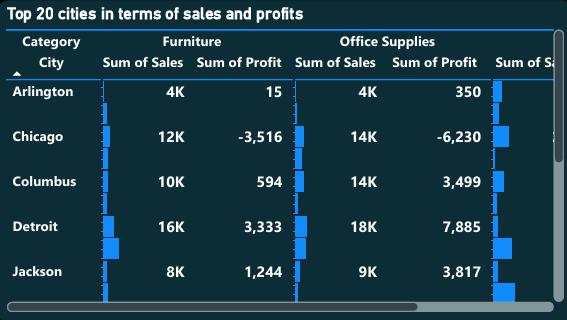 Top 20 cities in terms of sales and profits
Category Furniture Office Supplies
City Sum of Sales Sum of Profit Sum of Sales Sum of Profit Sum of Sa
Arlington 4K 15 4K 350
Chicago 12K -3,516 14K -6,230
Columbus 10K 594 14K 3,499
Detroit 16K 3,333 18K 7,885
Jackson 8K 1,244 9K 3,817